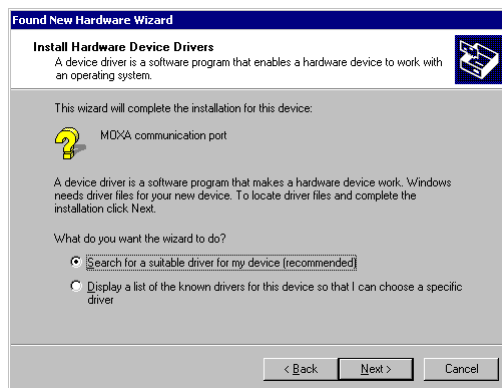 Found New Hardware Wizard
Install Hardware Device Drivers
A device driver is a software program that enables a hardware device to work with
an operating system.
This wizard will complete the installation for this device:
MOXA communication port
A device driver is a software program that makes a hardware device work. Windows
needs driver files for your new device. To locate driver files and complete the
installation click Next.
What do you want the wizard to do?
Search for a suitable driver for my device (recommended)
Display a list of the known drivers for this device so that I can choose a specific
driver
< Back
Next >
Cancel